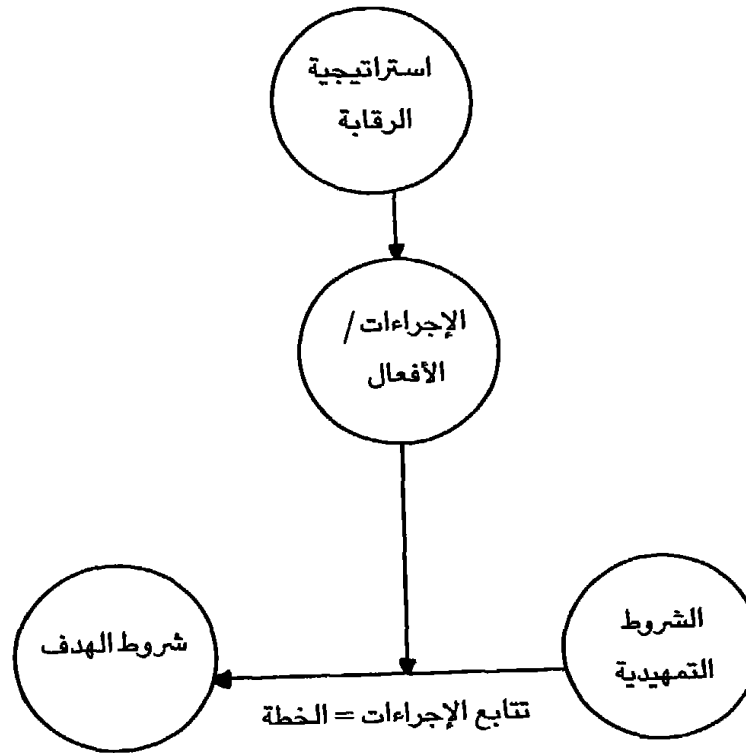 استراتيجية
الرقابة
الإجراءات /
الأفعال
الشروط
التمهيدية
شروط الهدف
تتابع الإجراءات = الخطة